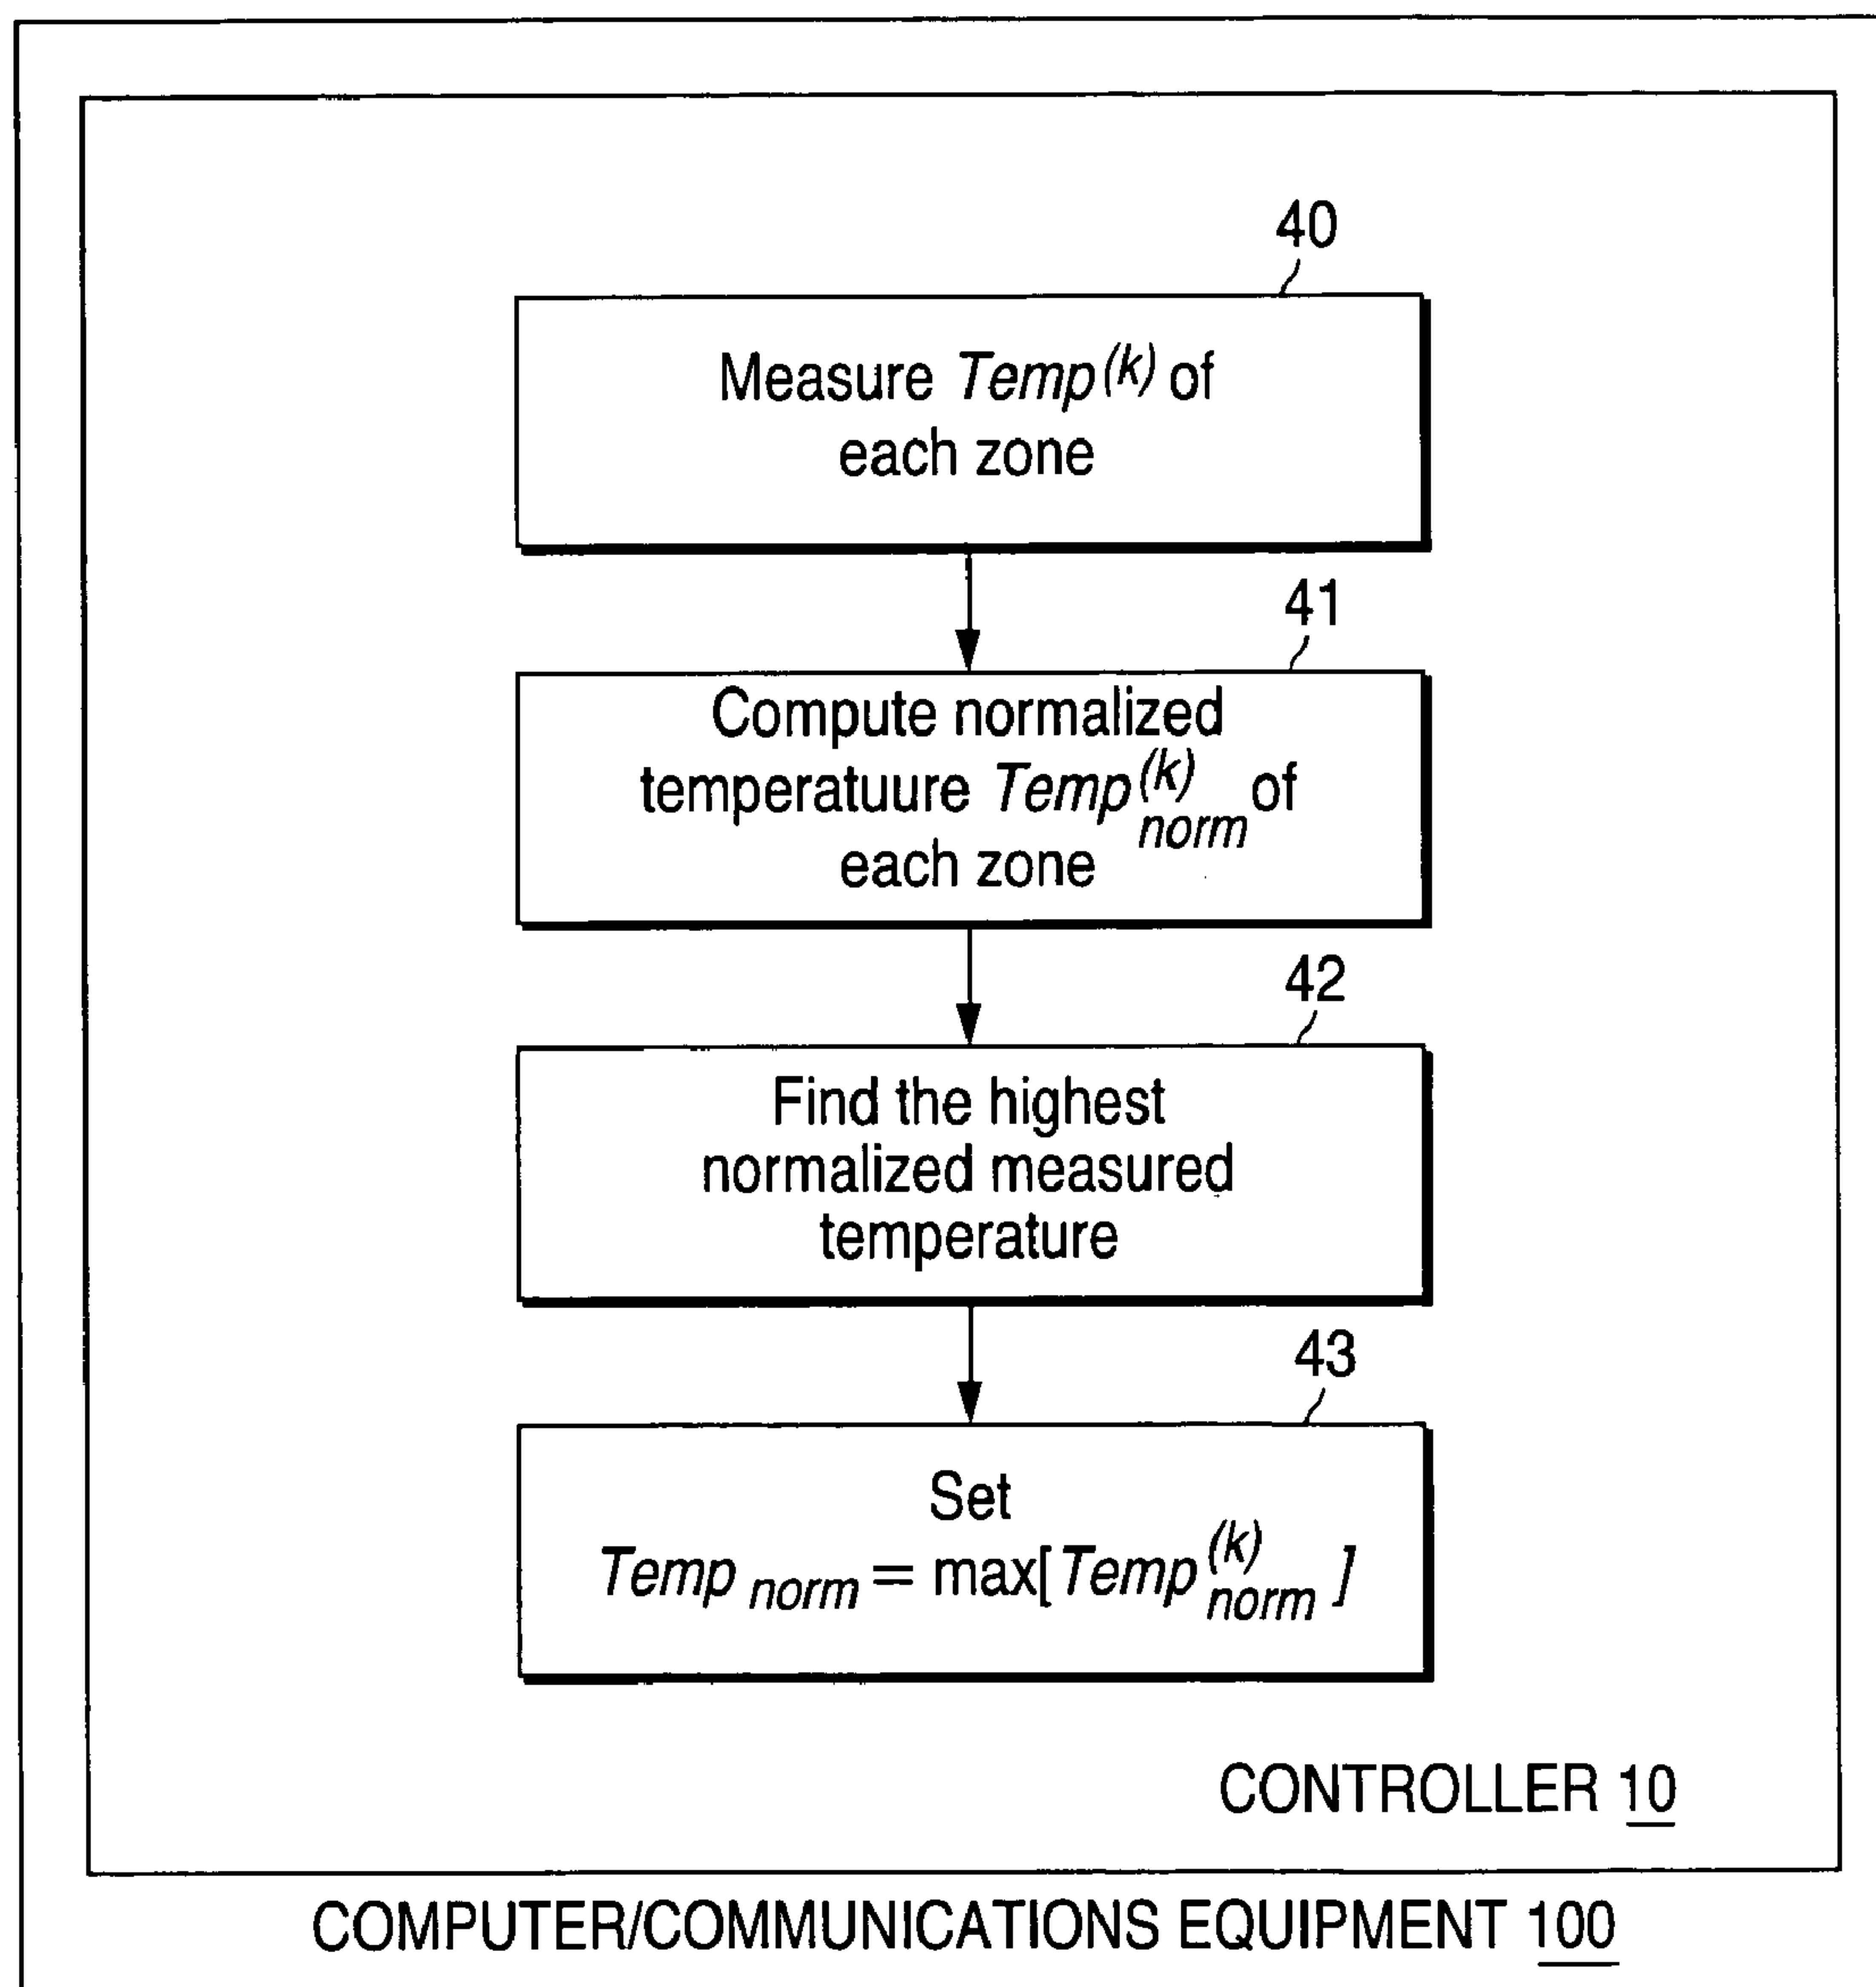 40
Measure Temp(k) of
each zone
41
Compute normalized
temperatuure Temp(k)norm of
each zone
42
Find the highest
normalized measured
temperature
43
Set
Temp norm = max[Temp(k)norm ]
CONTROLLER 10
COMPUTER/COMMUNICATIONS EQUIPMENT 100